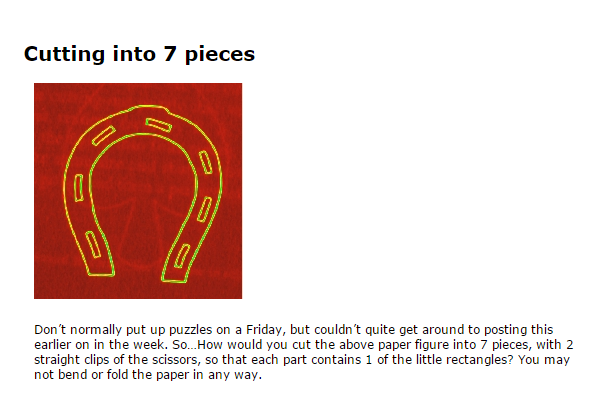 Cutting into 7 pieces
Don’t normally put up puzzles on a Friday, but couldn’t quite get around to posting this
earlier on in the week. So…How would you cut the above paper figure into 7 pieces, with 2
straight clips of the scissors, so that each part contains 1 of the little rectangles? You may
not bend or fold the paper in any way.